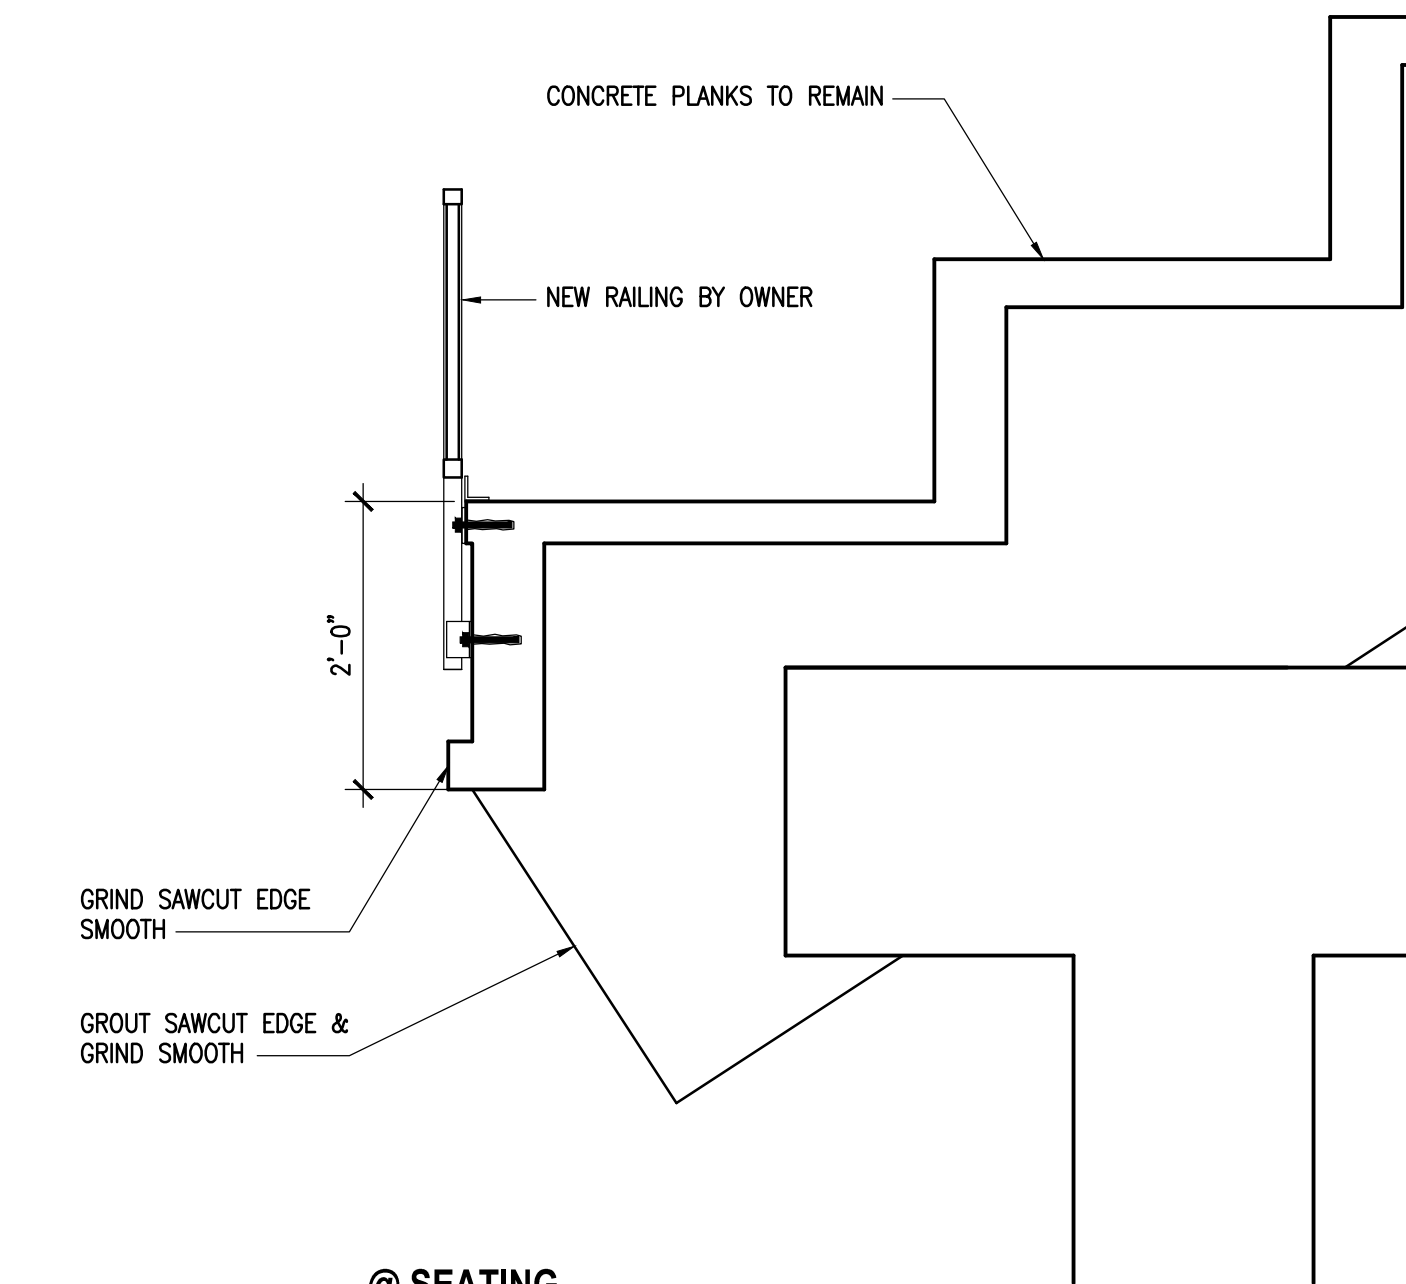 CONCRETE PLANKS TO REMAIN
NEW RAILING BY OWNER
2'-0"
GRIND SAWCUT EDGE
SMOOTH
GROUT SAWCUT EDGE &
GRIND SMOOTH
@ SEATING